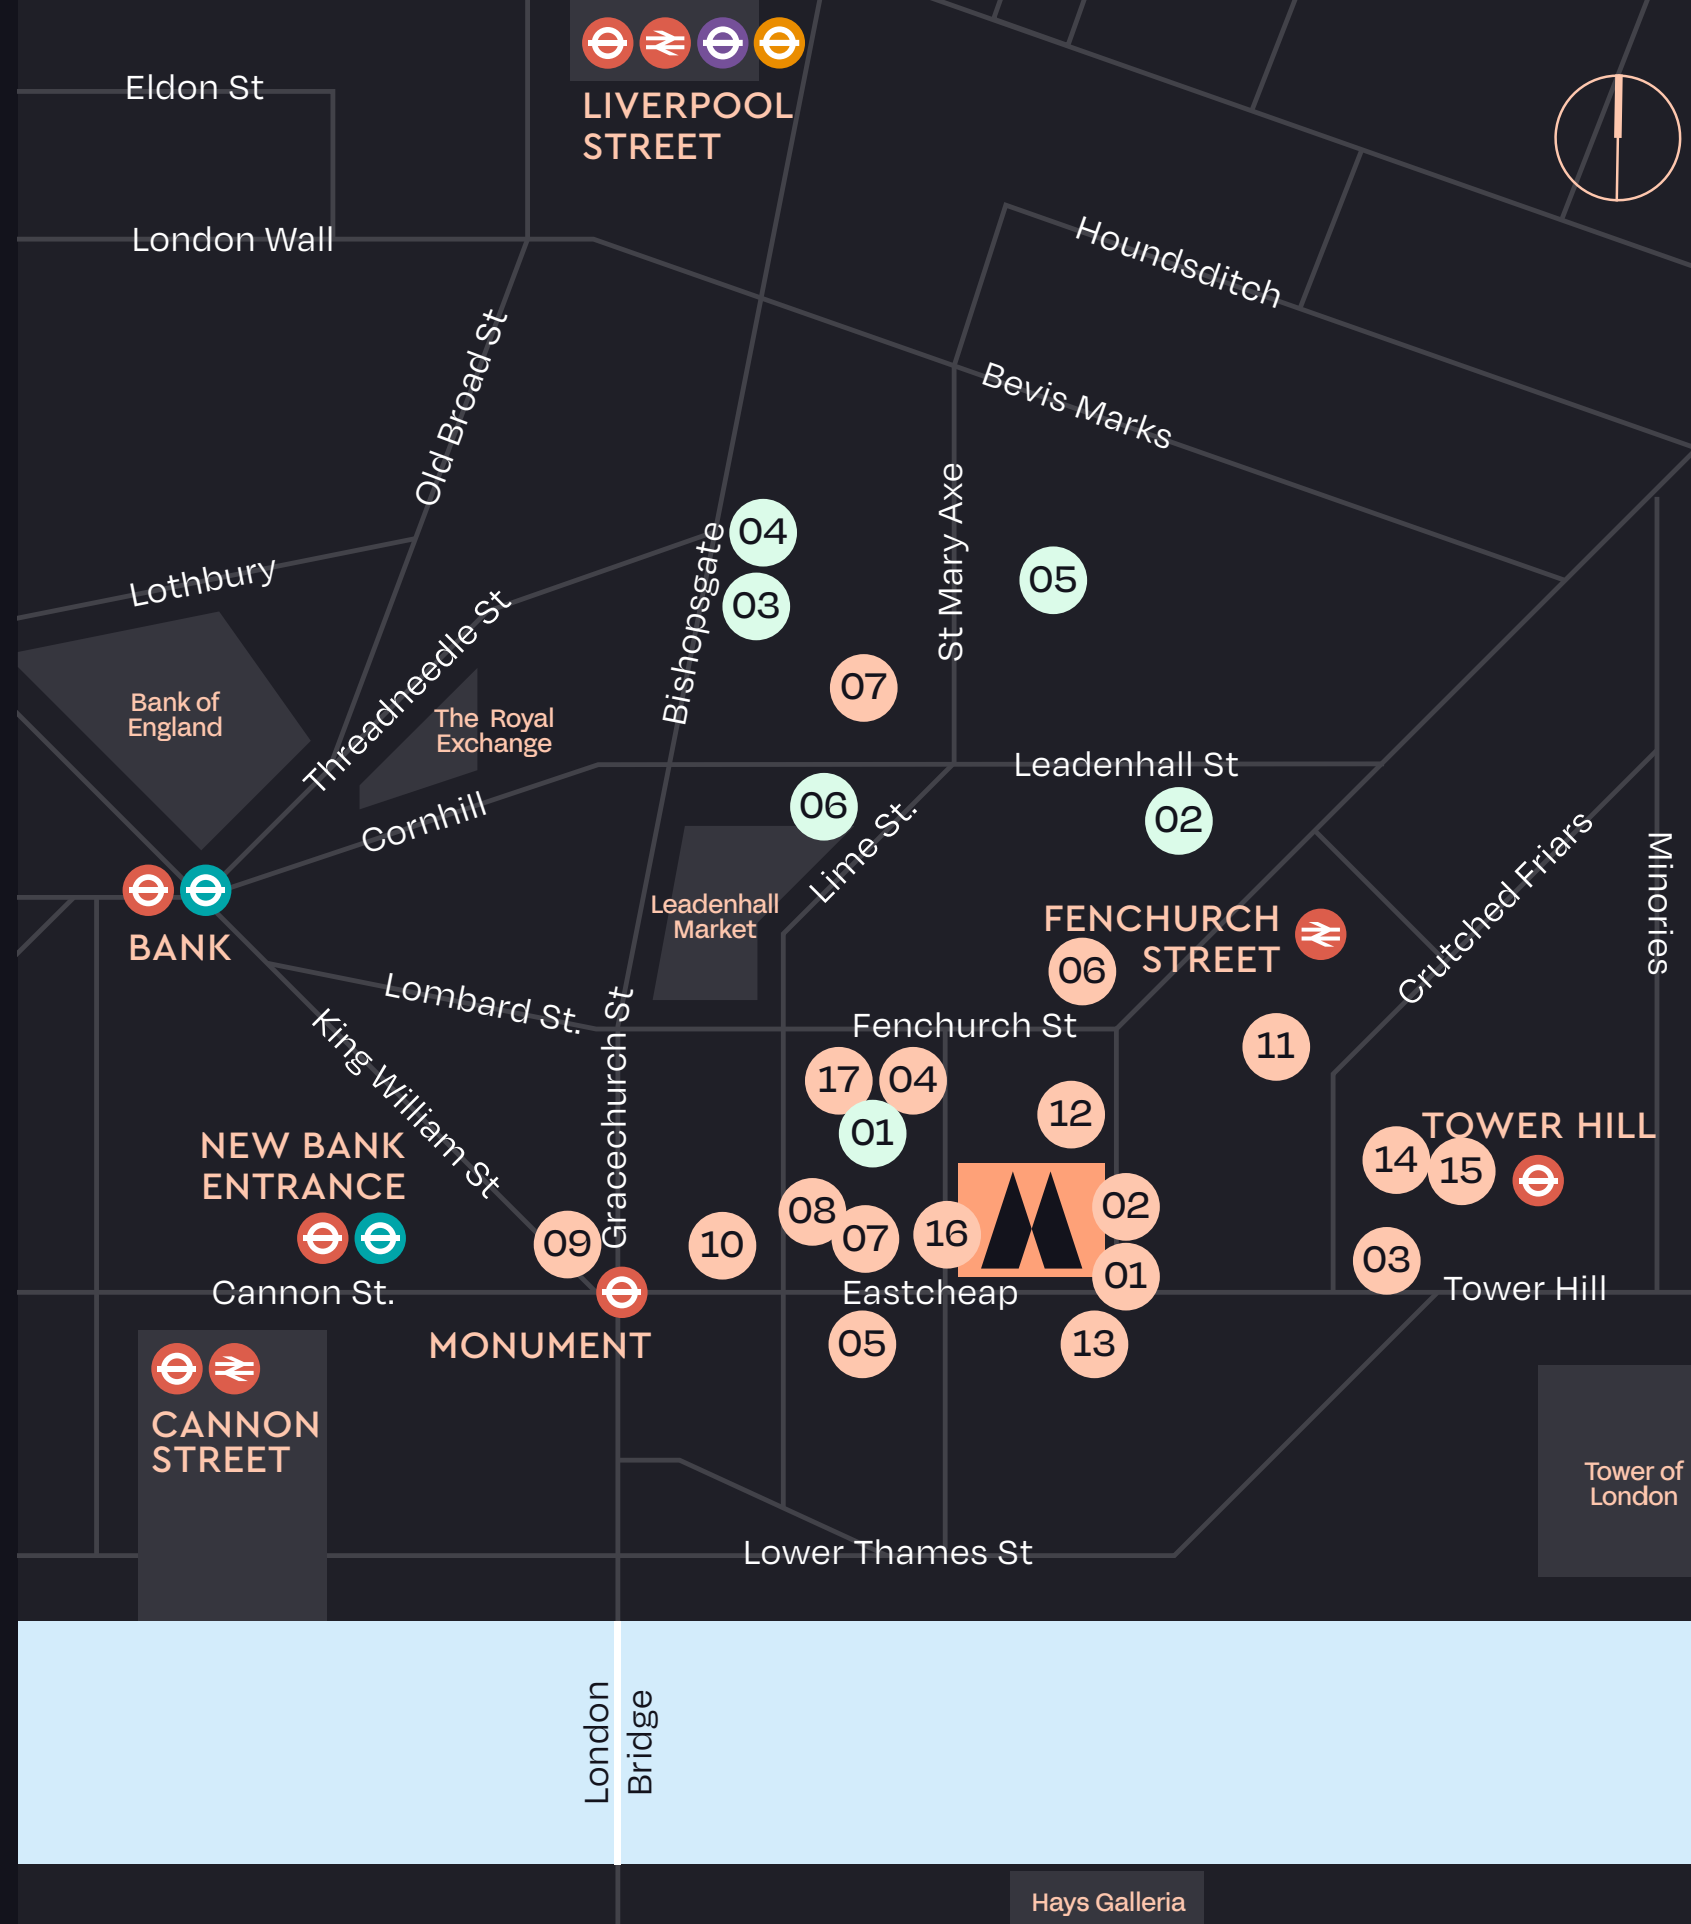 Eldon St
LIVERPOOL
STREET
London Wall
Houndsditch
Old Broad St
Bevis Marks
St Mary Axe
04
05
03
Bishopsgate
Lothbury
Threadneedle St
07
Bank of
England
The Royal
Exchange
Leadenhall St
06
02
Cornhill
Lime St.
Crutched Friars
Minories
Leadenhall
Market
FENCHURCH
STREET
BANK
06
Lombard St.
Fenchurch St
King William St
Gracechurch St
11
17
04
01
12
TOWER HILL
14
15
NEW BANK
ENTRANCE
08
02
09
10
07
16
01
03
Cannon St.
Eastcheap
Tower Hill
MONUMENT
05
13
CANNON
STREET
Tower of
London
Lower Thames St
London
Bridge
Hays Galleria